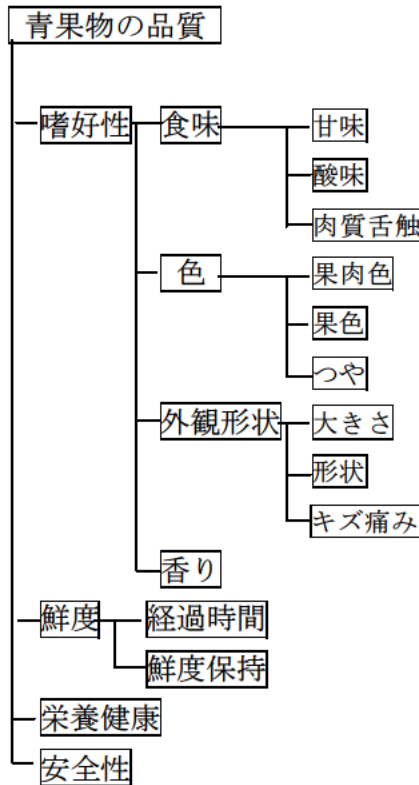 青果物の品質
嗜好性 食味 甘味
酸味
肉質舌触
色 果肉色
果色
つや
外観形状 大きさ
形状
キズ痛み
香り
鮮度 経過時間
鮮度保持
栄養健康
安全性